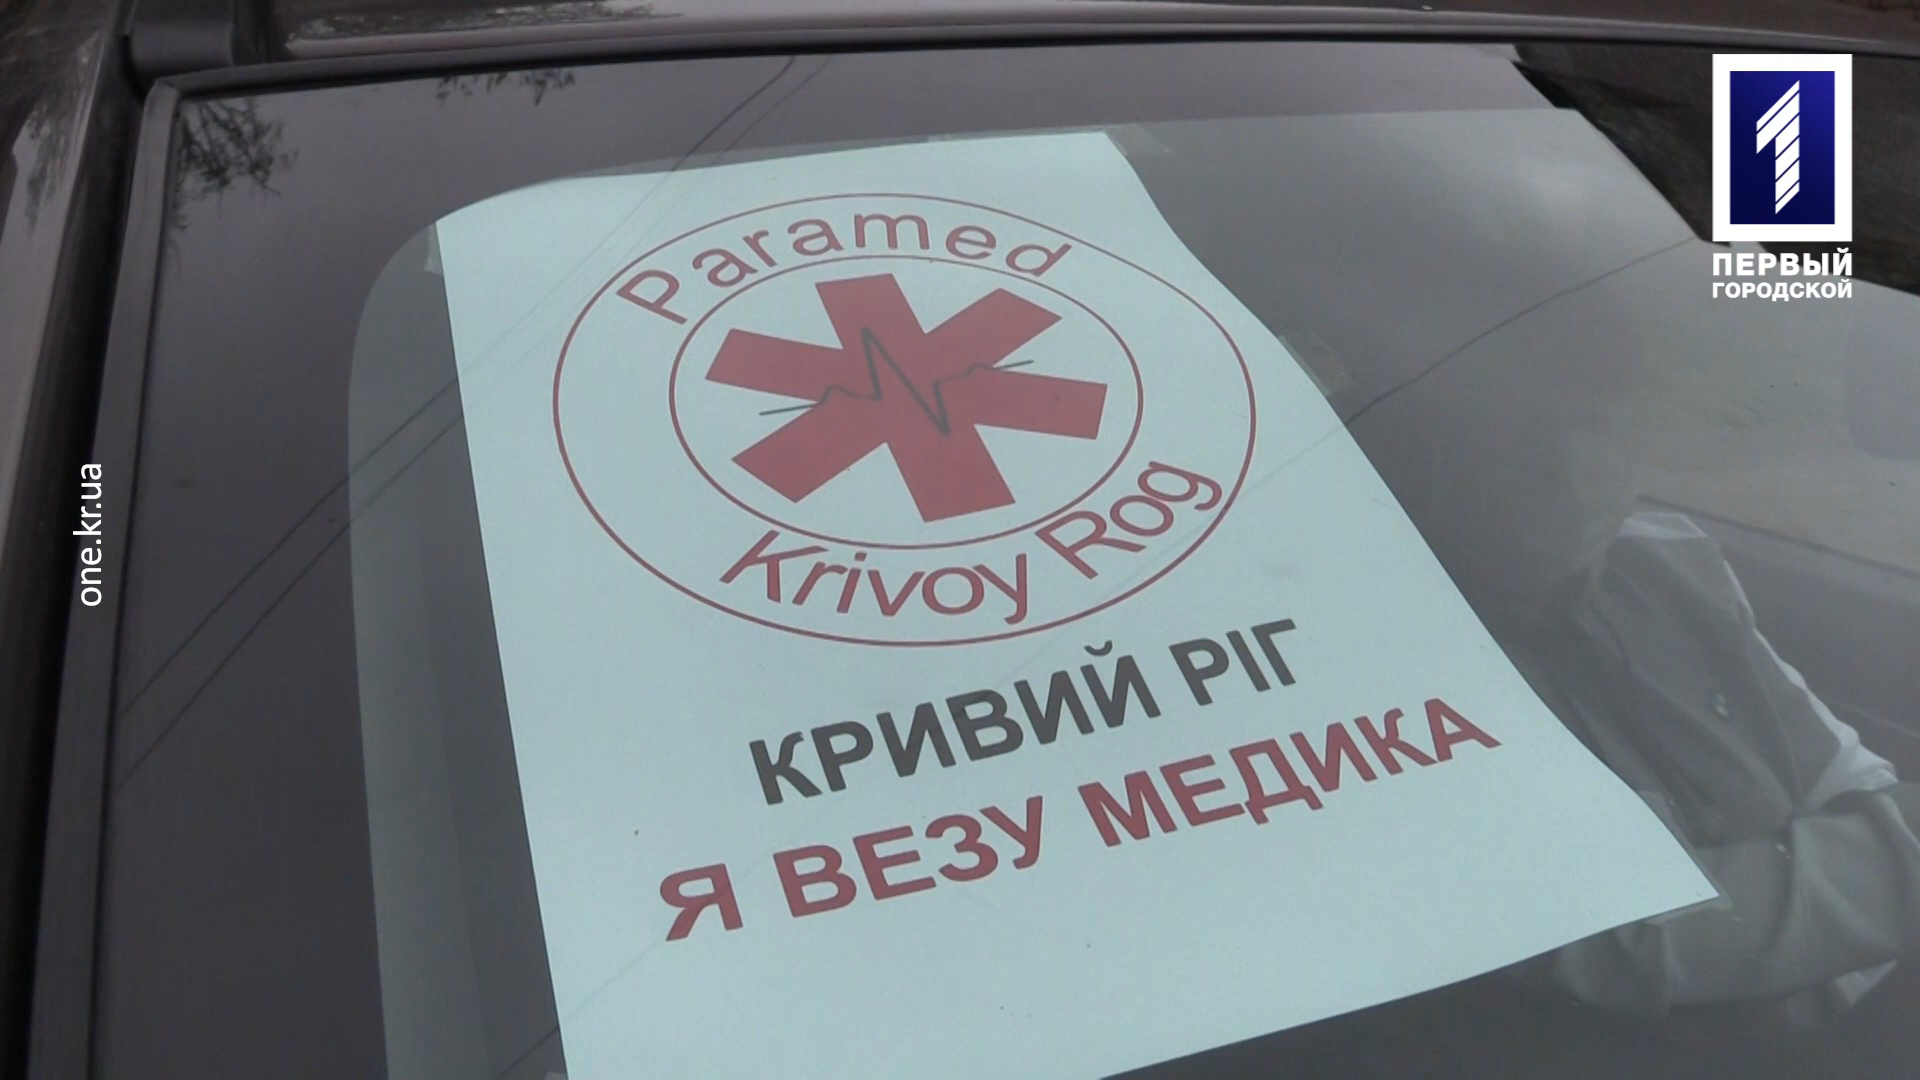 ПЕРВЫЙ
ГОРОДСКОЙ
one.kr.ua
Paramed
Krivoy Rog
КРИВИЙ РІГ
Я ВЕЗУ МЕДИКА